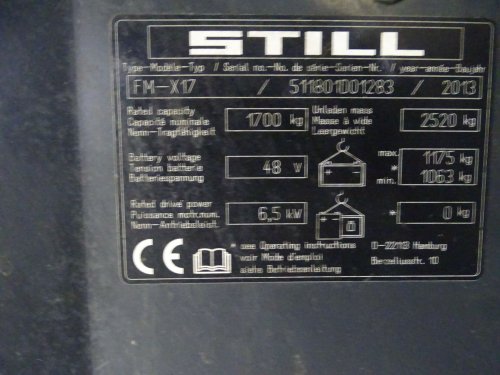 STILL
Type-Modèle-Typ / Serial no.-No. de série-Serien-Nr. / year-année-Baujahr
FM-X17 / 511801D01283 / 2013
Rated capacity
Capacité nominale
Nenn-Tragfähigkeit
1700 kg
Unladen mass
Masse à vide
Leergewicht
2520 kg
Battery voltage
Tension batterie
Batteriespannung
48 V
max. 1175 kg
*
min. 1063 kg
Rated drive power
Puissance motr.nom.
Nenn-Antriebsleist.
6,5 kW
* 0 kg
CE
* see Operating instructions
voir Mode d'emploi
siehe Betriebsanleitung
D-22113 Hamburg
Berzeliusstr. 10